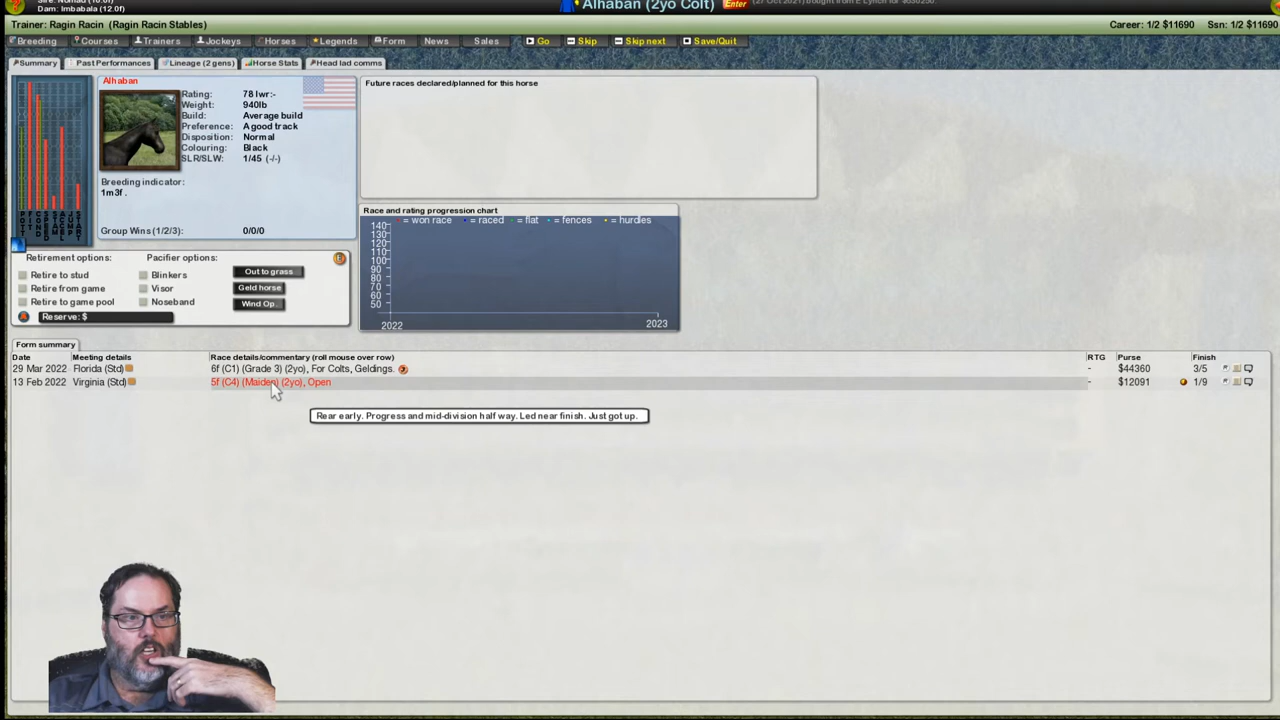 Dam: Imbabala (12.0f)
Alhaban (2yo Colt)
Enter
Trainer: Ragin Racin (Ragin Racin Stables)
Career: 1/2 $11690 Ssn: 1/2 $11690
Breeding Courses Trainers Jockeys Horses Legends Form News Sales Go Skip Skip next Save/Quit
Summary Past Performances Lineage (2 gens) Horse Stats Head lad comms
Alhaban
Rating: 78 lwr:-
Weight: 940lb
Build: Average build
Preference: A good track
Disposition: Normal
Colouring: Black
SLR/SLW: 1/45 (-/-)
Breeding indicator:
1m3f .
Group Wins (1/2/3): 0/0/0
Future races declared/planned for this horse
Race and rating progression chart
= won race = raced = flat = fences = hurdles
140
130
120
110
100
90
80
70
60
50
2022 2023
Retirement options: Pacifier options:
Retire to stud Blinkers Out to grass
Retire from game Visor Geld horse
Retire to game pool Noseband Wind Op.
Reserve: $
Form summary
Date Meeting details Race details/commentary (roll mouse over row) RTG Purse Finish
29 Mar 2022 Florida (Std) 6f (C1) (Grade 3) (2yo), For Colts, Geldings. - $44360 3/5
13 Feb 2022 Virginia (Std) 5f (C4) (Maiden) (2yo), Open - $12091 1/9
Rear early. Progress and mid-division half way. Led near finish. Just got up.